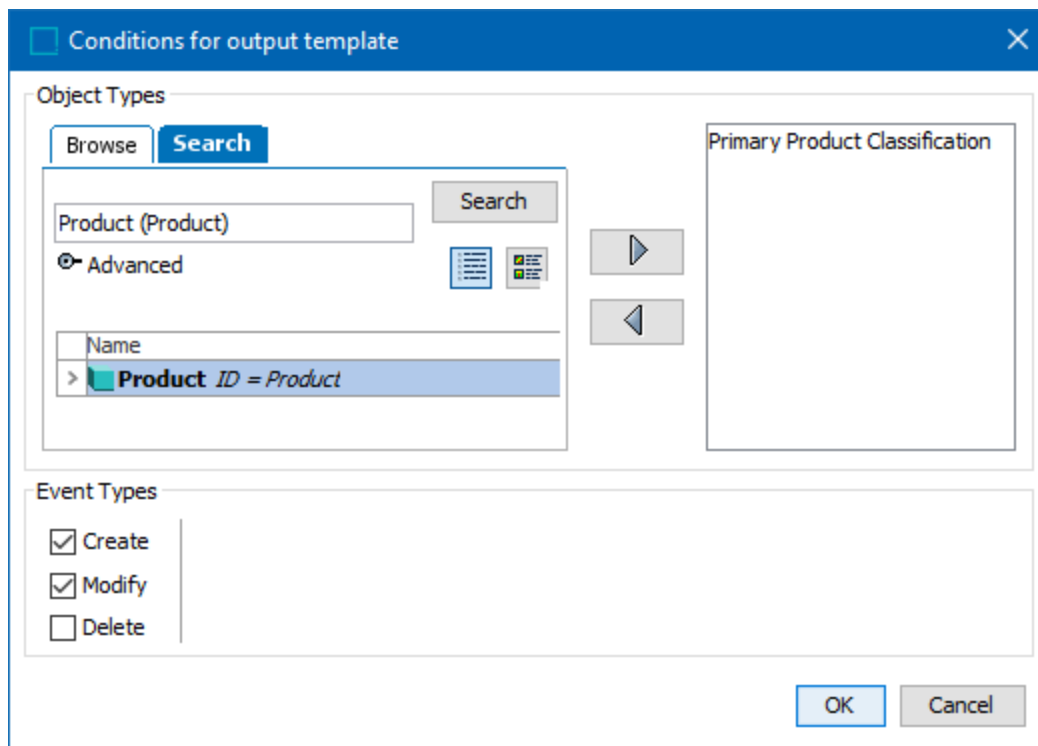 Conditions for output template
Object Types
Browse
Search
Search
Product (Product)
Advanced
Name
Product ID = Product
Primary Product Classification
Event Types
Create
Modify
Delete
OK
Cancel